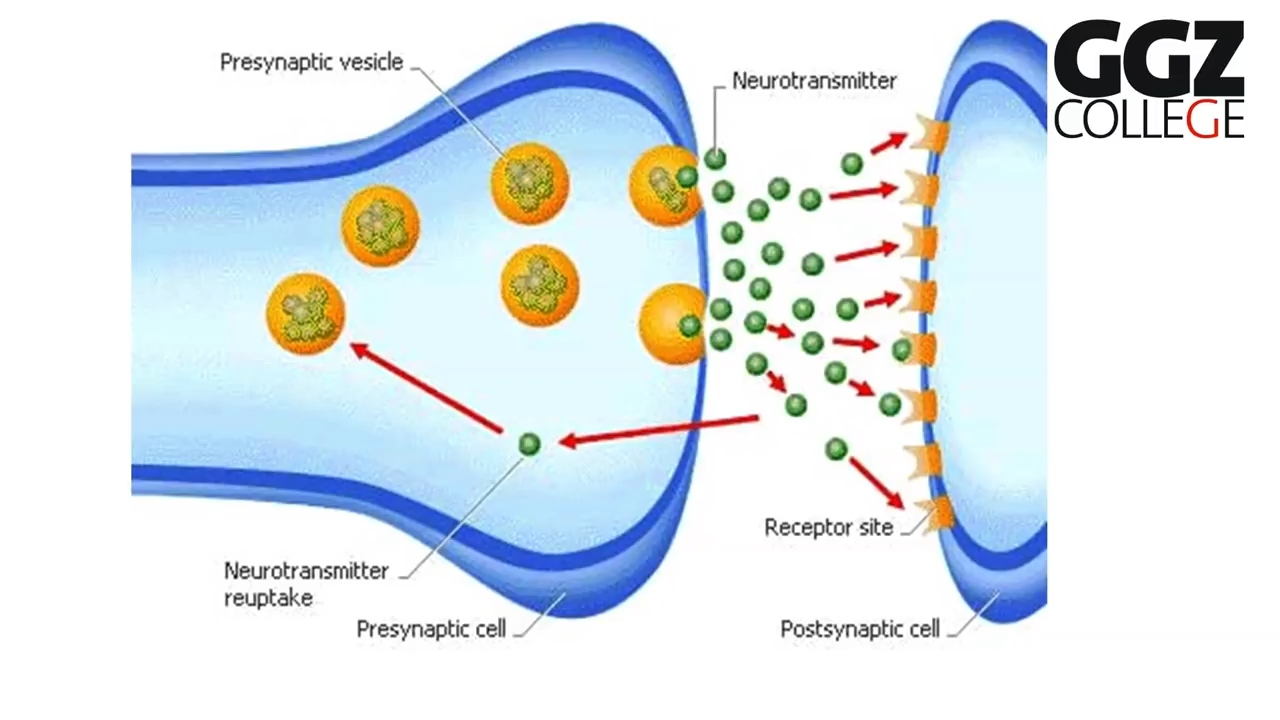 GGZ
COLLEGE
Presynaptic vesicle
Neurotransmitter
Receptor site
Neurotransmitter
reuptake
Presynaptic cell
Postsynaptic cell